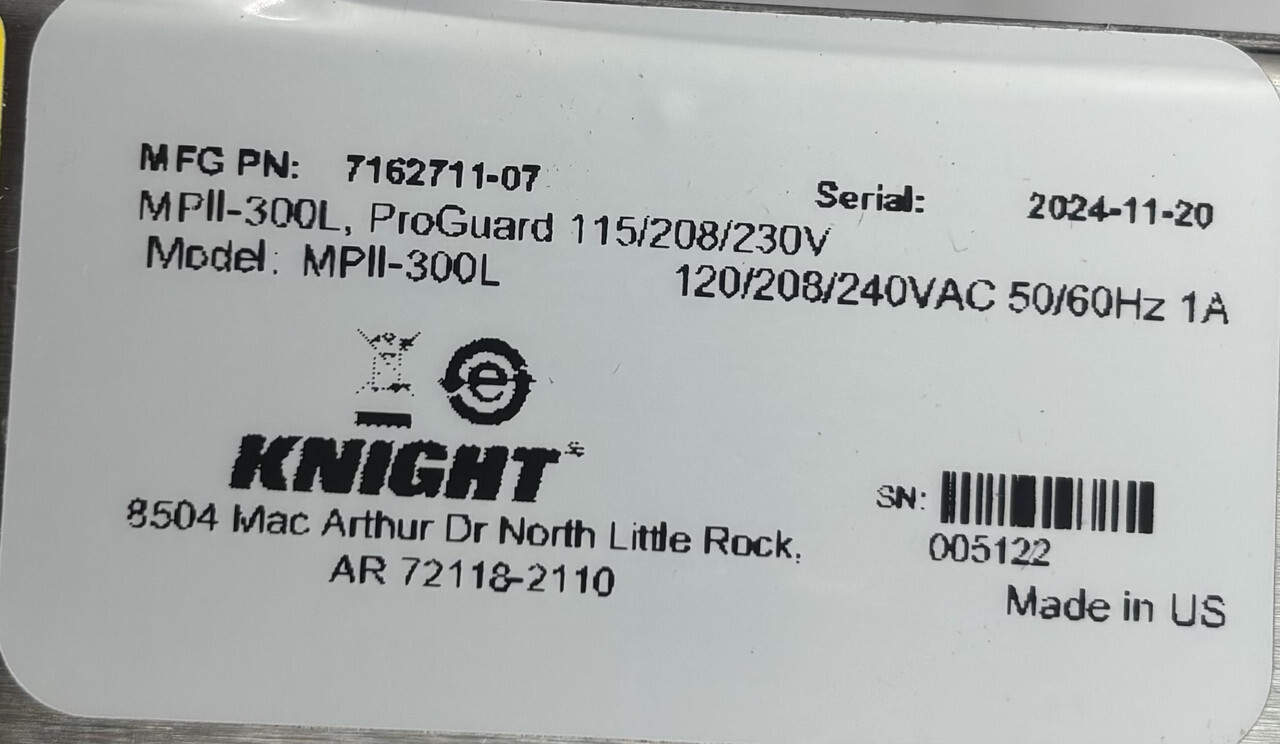 MFG PN: 7162711-07
Serial: 2024-11-20
MPII-300L, ProGuard 115/208/230V
Model: MPII-300L 120/208/240VAC 50/60Hz 1A
e
KNIGHT
8504 Mac Arthur Dr North Little Rock,
AR 72118-2110
SN:
005122
Made in US